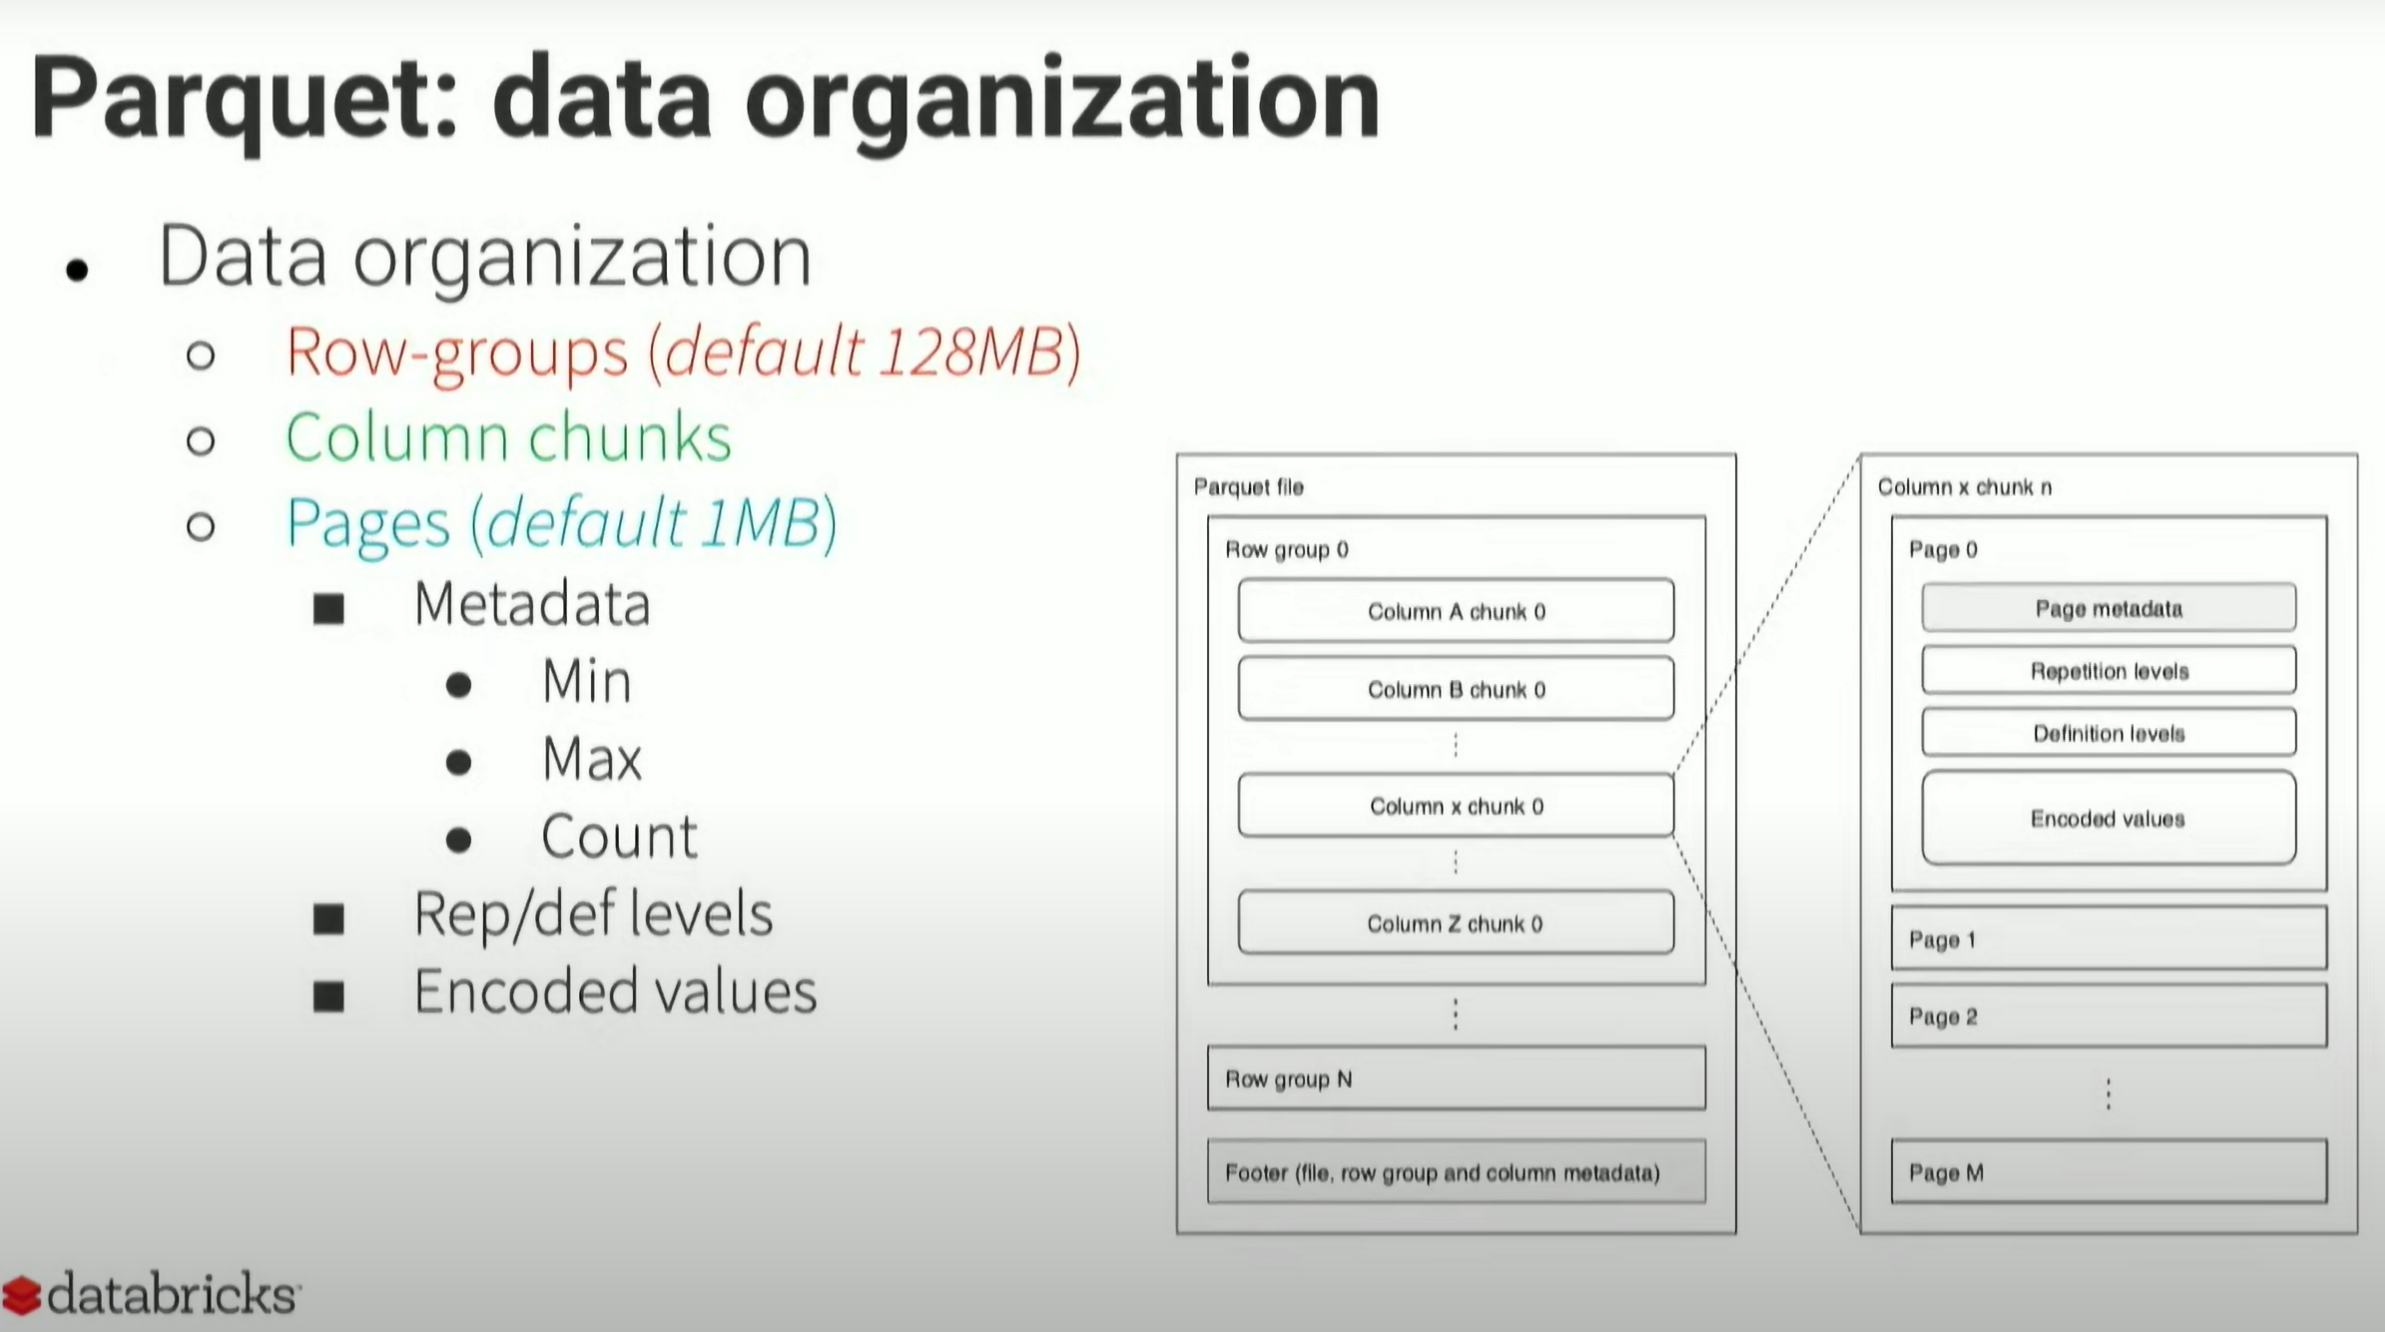 Parquet: data organization
Data organization
Row-groups (default 128MB)
Column chunks
Pages (default 1MB)
Metadata
Min
Max
Count
Rep/def levels
Encoded values
Parquet file
Row group 0
Column A chunk 0
Column B chunk 0
Column x chunk 0
Column Z chunk 0
Row group N
Footer (file, row group and column metadata)
Column x chunk n
Page 0
Page metadata
Repetition levels
Definition levels
Encoded values
Page 1
Page 2
Page M
databricks